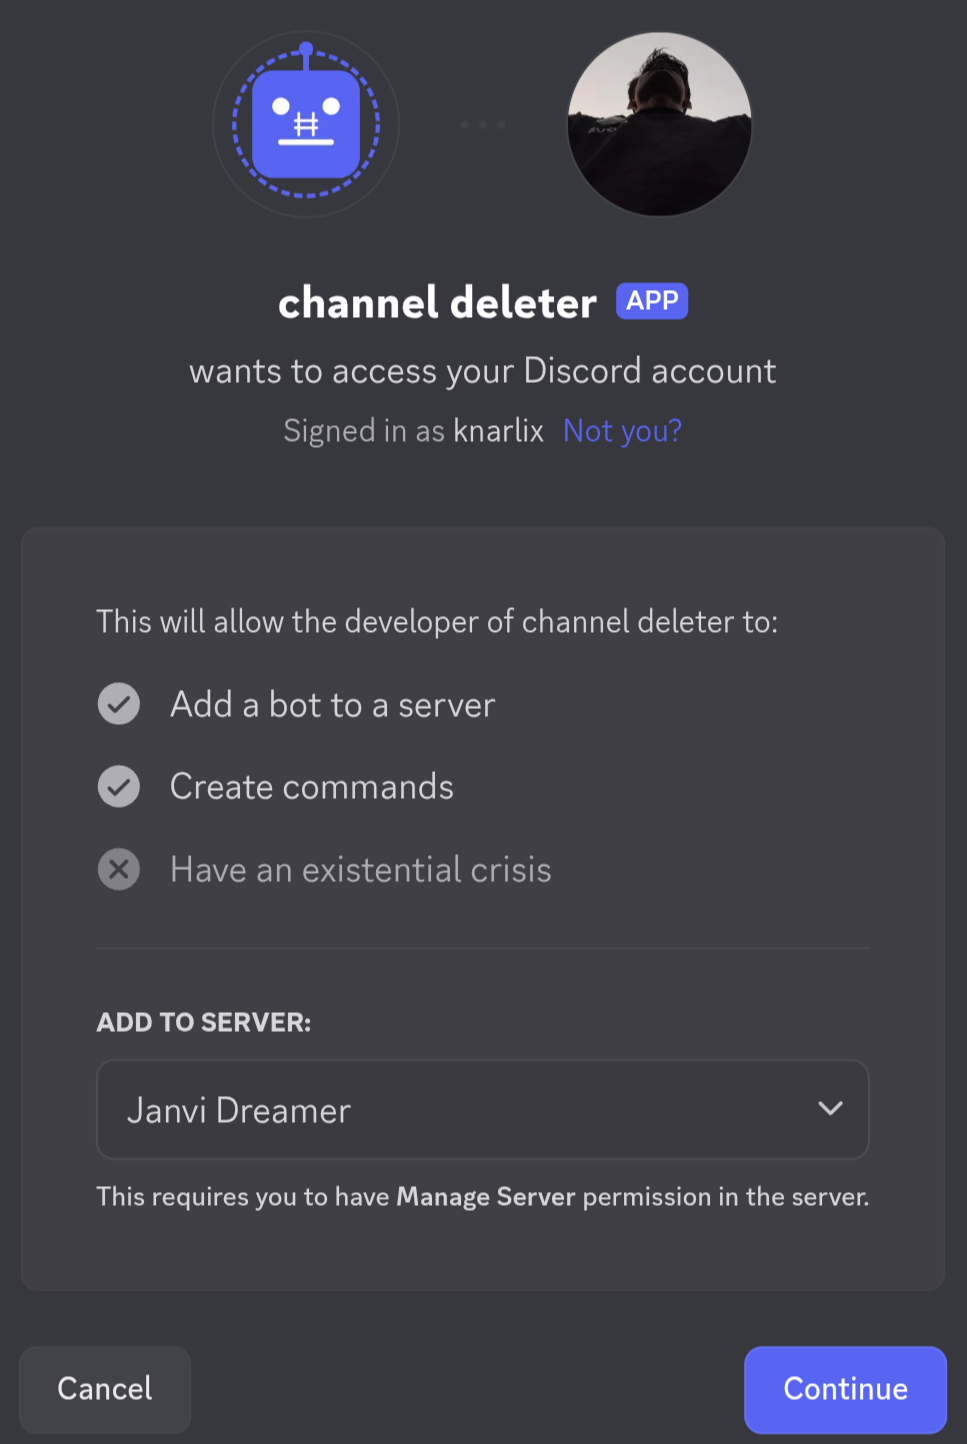 channel deleter APP
wants to access your Discord account
Signed in as knarlix Not you?
This will allow the developer of channel deleter to:
Add a bot to a server
Create commands
Have an existential crisis
ADD TO SERVER:
Janvi Dreamer
This requires you to have Manage Server permission in the server.
Cancel
Continue